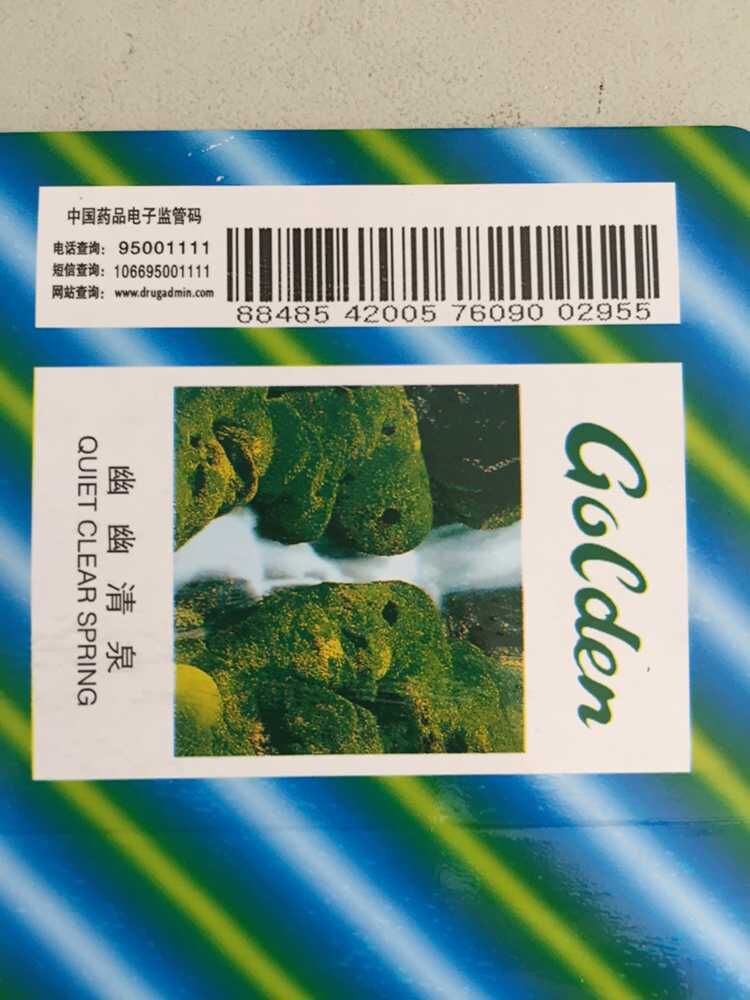 中国药品电子监管码
电话查询： 95001111
短信查询： 106695001111
网站查询： www.drugadmin.com
88485 42005 76090 02955
Golden
幽幽清泉
QUIET CLEAR SPRING